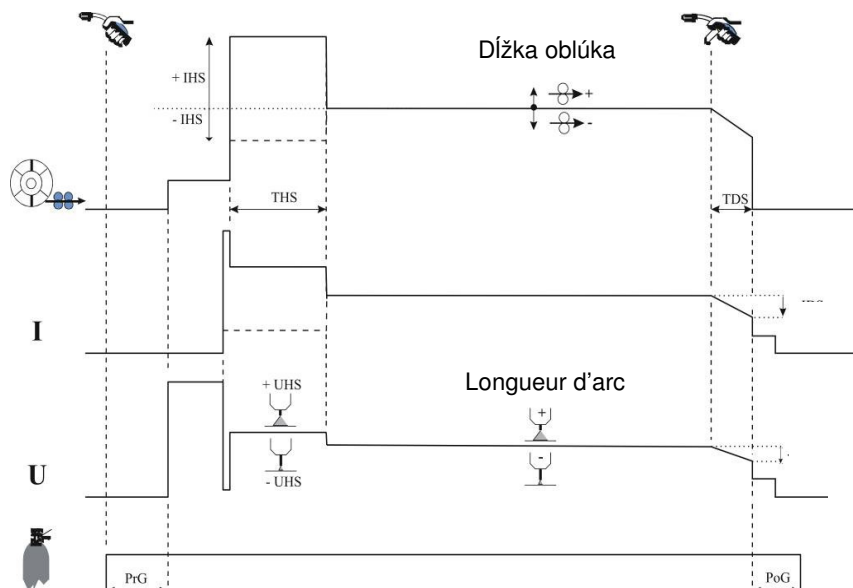 Dĺžka oblúka
+ IHS
+
- IHS
-
THS
TDS
I
+ UHS
Longueur d'arc
+
-
- UHS
U
PrG
PoG